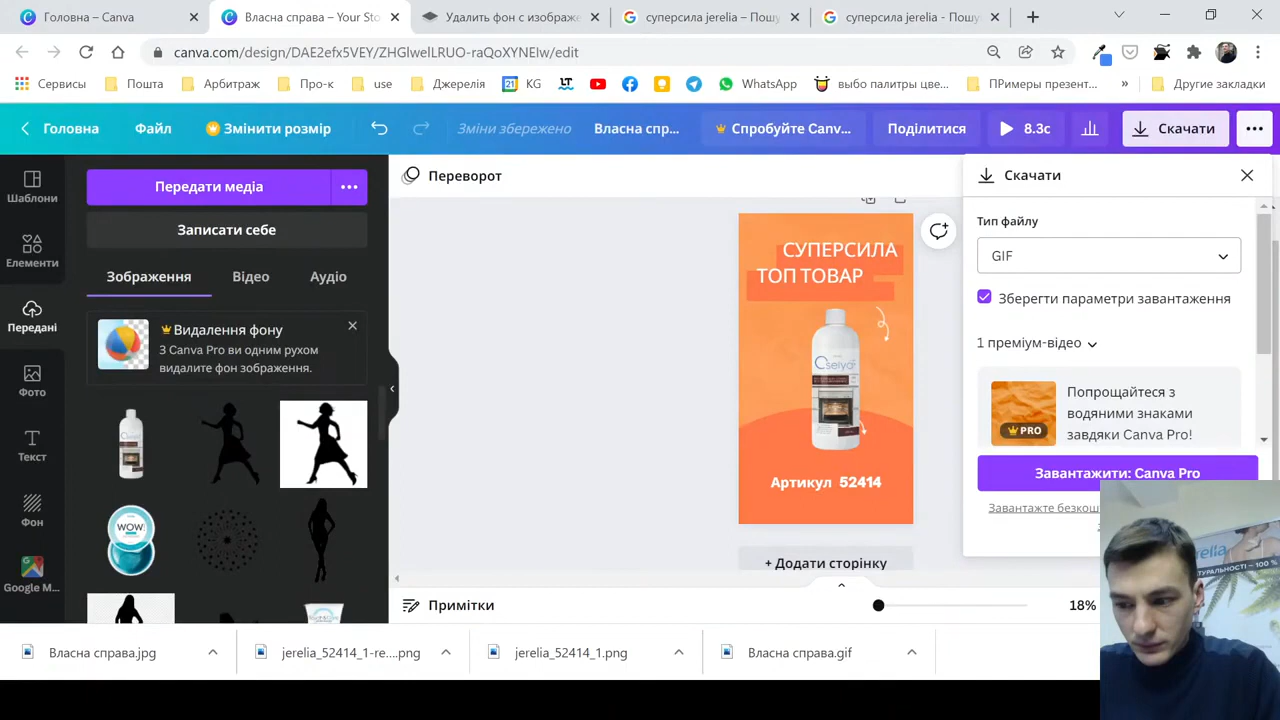 Головна – Canva
Власна справа – Your Sto
Удалить фон с изображе
суперсила jerelia – Пошу
суперсила jerelia - Пошу
canva.com/design/DAE2efx5VEY/ZHGlwelLRUO-raQoXYNEIw/edit
Сервисы
Пошта
Арбитраж
Про-к
use
Джерелія
21
KG
LT
WhatsApp
выбо палитры цве...
ПРимеры презент...
»
Другие закладки
Головна
Файл
Змінити розмір
Зміни збережено
Власна спр...
Спробуйте Canv...
Поділитися
8.3с
Скачати
Шаблони
Елементи
Передані
Фото
Текст
Фон
Google M...
Передати медіа
Записати себе
Зображення
Відео
Аудіо
Видалення фону
З Canva Pro ви одним рухом
видалите фон зображення.
WOW!
Переворот
СУПЕРСИЛА
ТОП ТОВАР
Oseiya
Артикул 52414
+ Додати сторінку
Примітки
18%
Скачати
Тип файлу
GIF
Зберегти параметри завантаження
1 преміум-відео
PRO
Попрощайтеся з
водяними знаками
завдяки Canva Pro!
Завантажити: Canva Pro
Завантажте безкош
relia
АТУРАЛЬНОСТІ – 100 %
Власна справа.jpg
jerelia_52414_1-re....png
jerelia_52414_1.png
Власна справа.gif